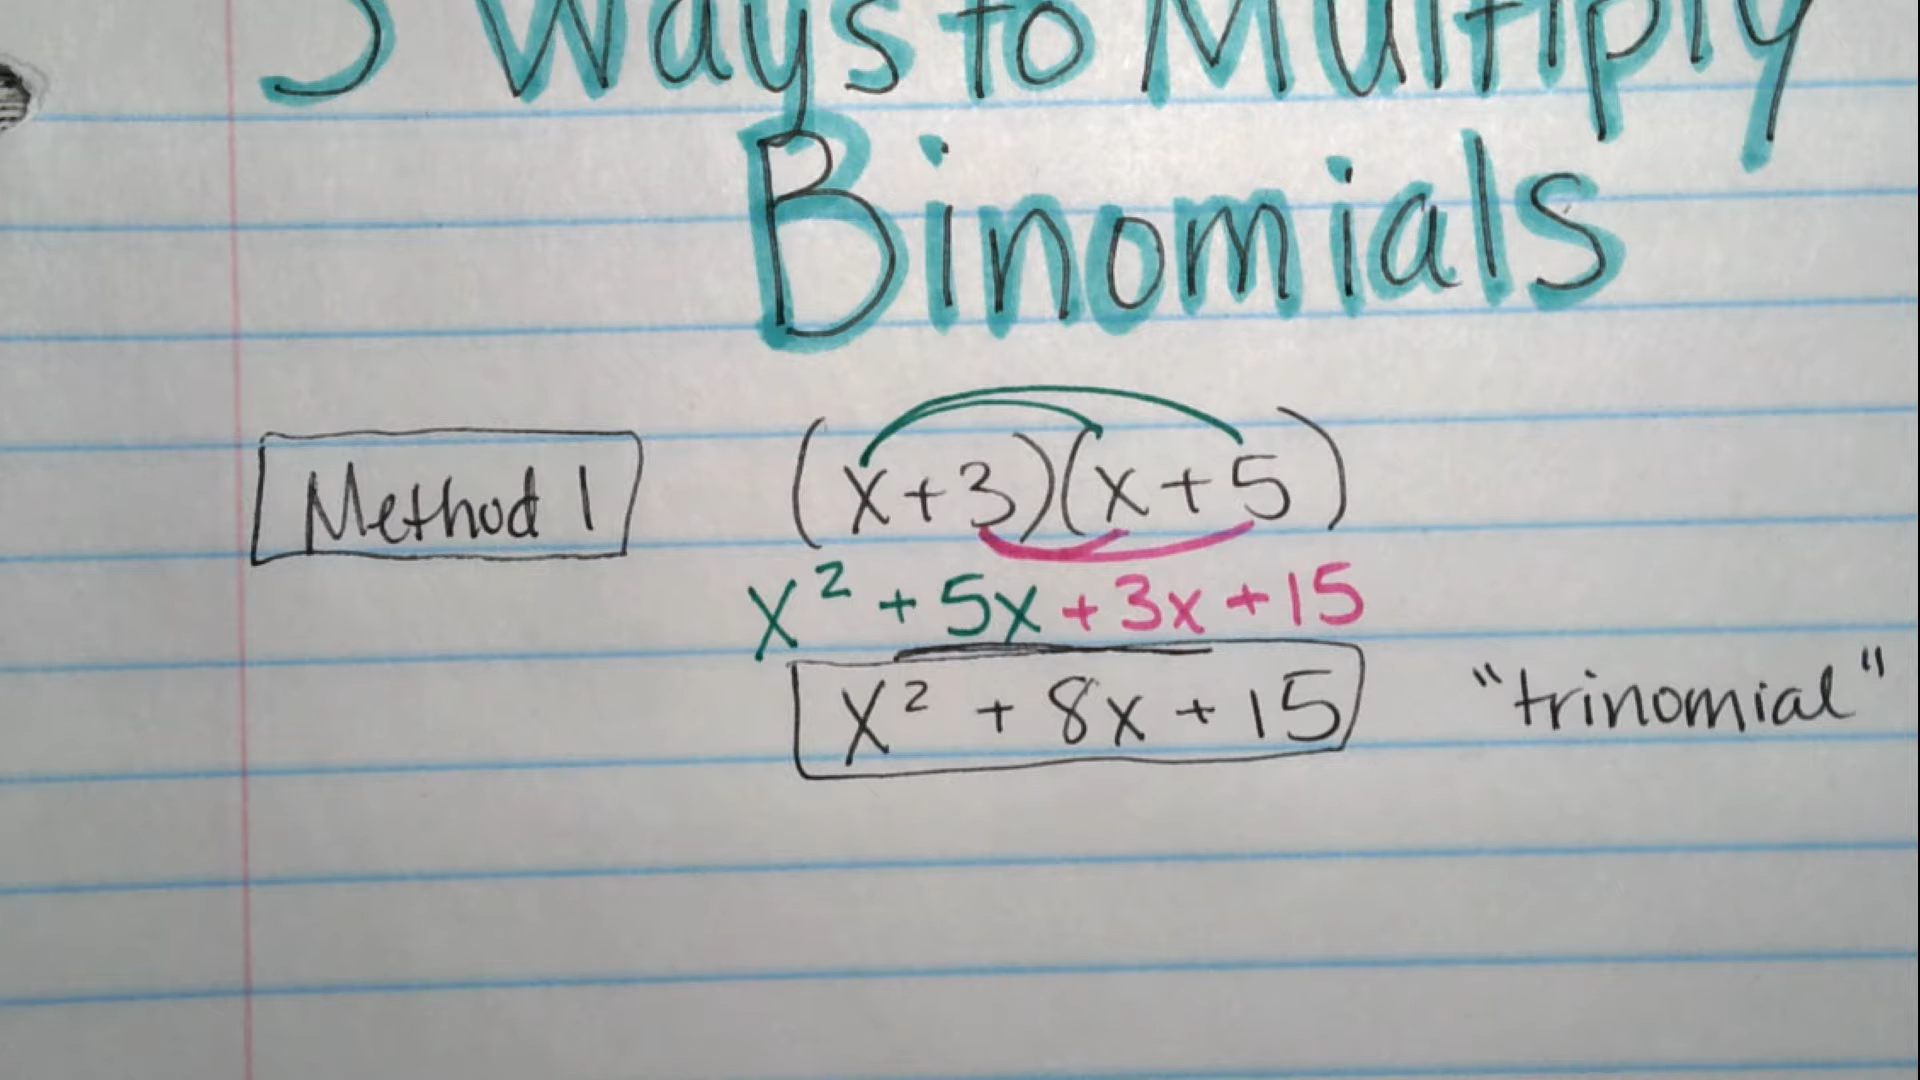 Ways to Multiply
Binomials
Method 1
(x+3)(x+5)
x² + 5x + 3x + 15
x² + 8x + 15
"trinomial"